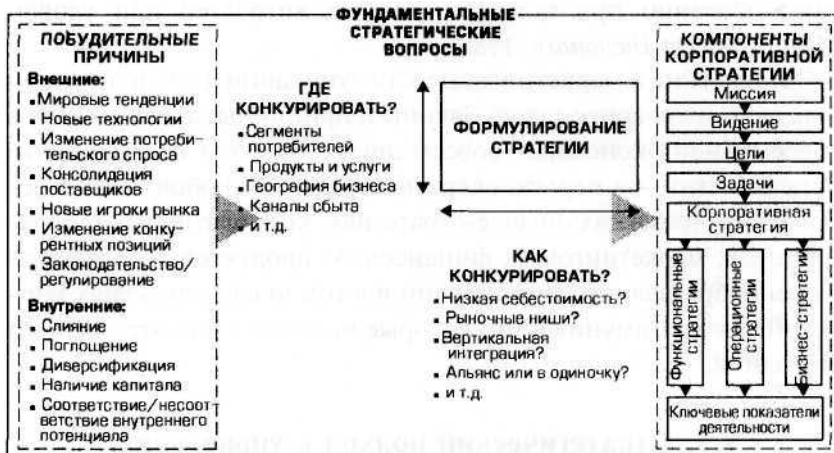 ФУНДАМЕНТАЛЬНЫЕ
СТРАТЕГИЧЕСКИЕ
ВОПРОСЫ
ПОБУДИТЕЛЬНЫЕ
ПРИЧИНЫ
Внешние:
▪ Мировые тенденции
▪ Новые технологии
▪ Изменение потреби-
тельского спроса
▪ Консолидация
поставщиков
▪ Новые игроки рынка
▪ Изменение конку-
рентных позиций
▪ Законодательство/
регулирование
Внутренние:
▪ Слияние
▪ Поглощение
▪ Диверсификация
▪ Наличие капитала
▪ Соответствие/несоот-
ветствие внутреннего
потенциала
ГДЕ
КОНКУРИРОВАТЬ?
▪ Сегменты
потребителей
▪ Продукты и услуги
▪ География бизнеса
▪ Каналы сбыта
▪ и т.д.
ФОРМУЛИРОВАНИЕ
СТРАТЕГИИ
КАК
КОНКУРИРОВАТЬ?
▪ Низкая себестоимость?
▪ Рыночные ниши?
▪ Вертикальная
интеграция?
▪ Альянс или в одиночку?
▪ и т.д.
КОМПОНЕНТЫ
КОРПОРАТИВНОЙ
СТРАТЕГИИ
Миссия
Видение
Цели
Задачи
Корпоративная
стратегия
Функциональные
стратегии
Операционные
стратегии
Бизнес-стратегии
Ключевые показатели
деятельности